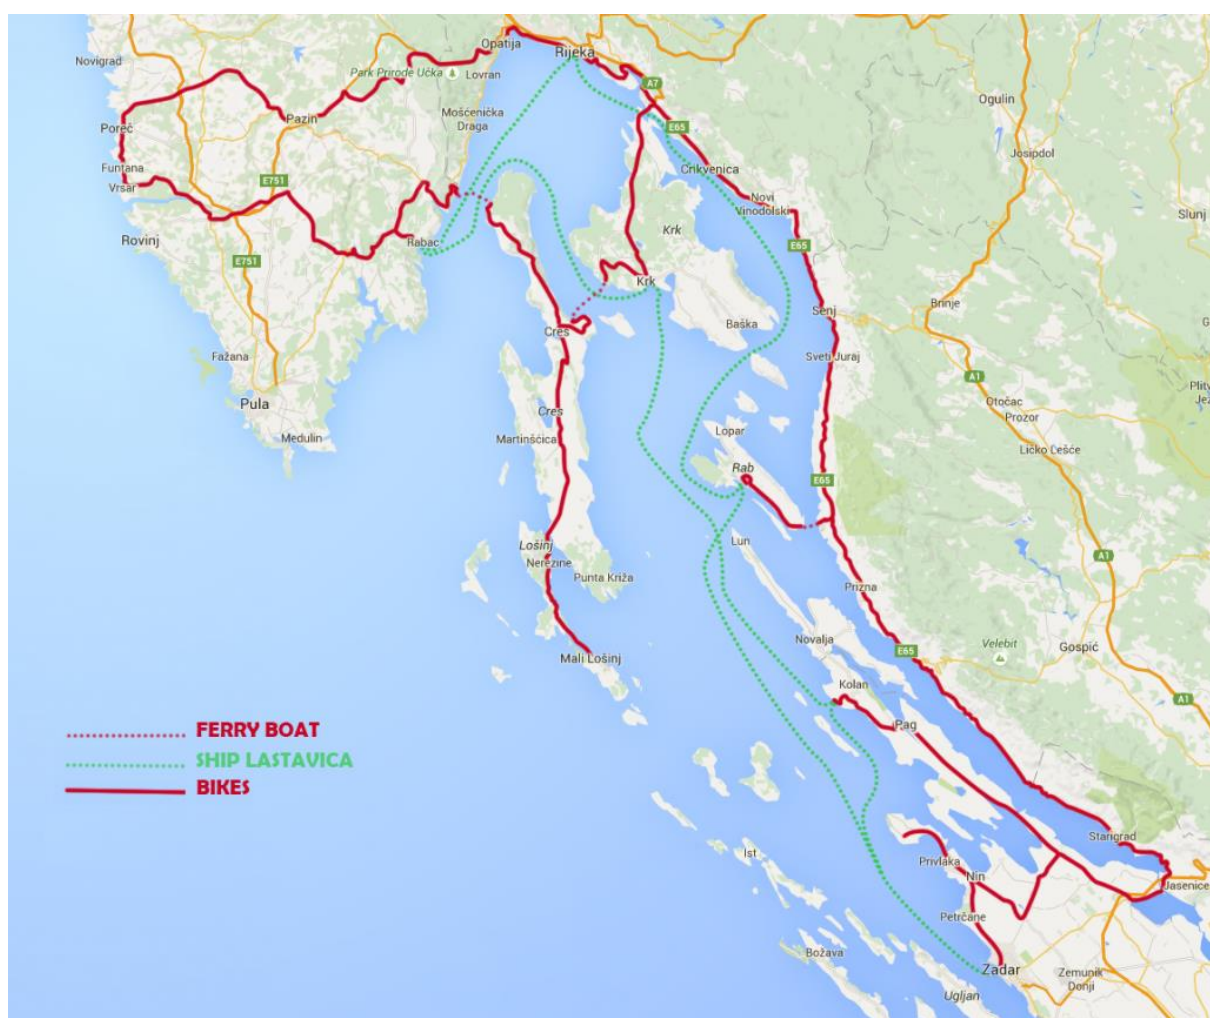 Opatija
Rijeka
Novigrad
Park Prirode Učka
Lovran
A7
Ogulin
Mošćenička
Draga
Pazin
Poreč
E65
Josipdol
Crikvenica
Funtana
Vrsar
E751
Novi
Vinodolski
Slunj
Rovinj
Rabac
Krk
E65
E751
Krk
Brinje
Senj
Baška
Cres
Fažana
Sveti Juraj
A1
Plitv
Jez
Pula
Otočac
Prozor
Cres
Medulin
Martinšćica
Lopar
Ličko Lešće
Rab
E65
Lošinj
Lun
Nerezine
A1
Punta Križa
Prizna
Novalja
Velebit
Gospić
E65
Mali Lošinj
Kolan
A1
Pag
FERRY BOAT
SHIP LASTAVICA
BIKES
Starigrad
Ist
Privlaka
Nin
Jasenice
Petrčane
Božava
Zadar
Zemunik
Donji
Ugljan